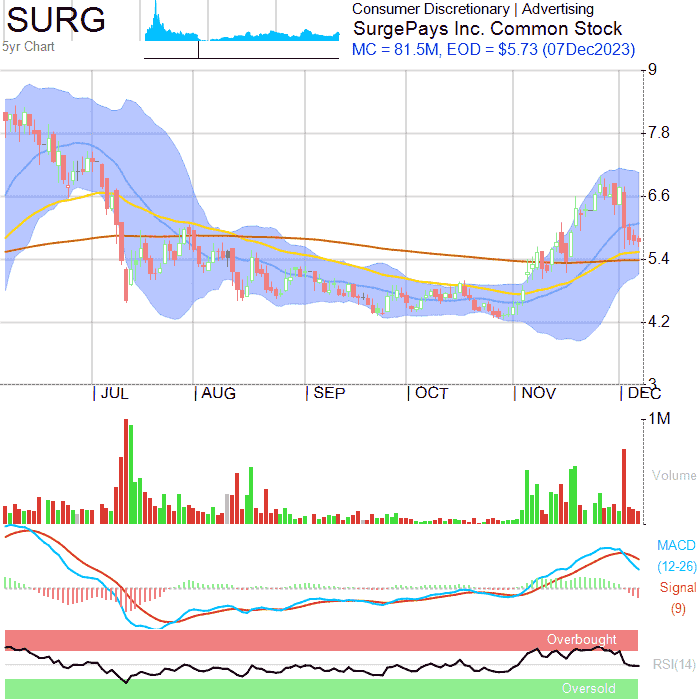 SURG
5yr Chart
Consumer Discretionary | Advertising
SurgePays Inc. Common Stock
MC = 81.5M, EOD = $5.73 (07Dec2023)
9
7.8
6.6
5.4
4.2
3
JUL AUG SEP OCT NOV DEC
1M
Volume
MACD
(12-26)
Signal
(9)
Overbought
RSI(14)
Oversold